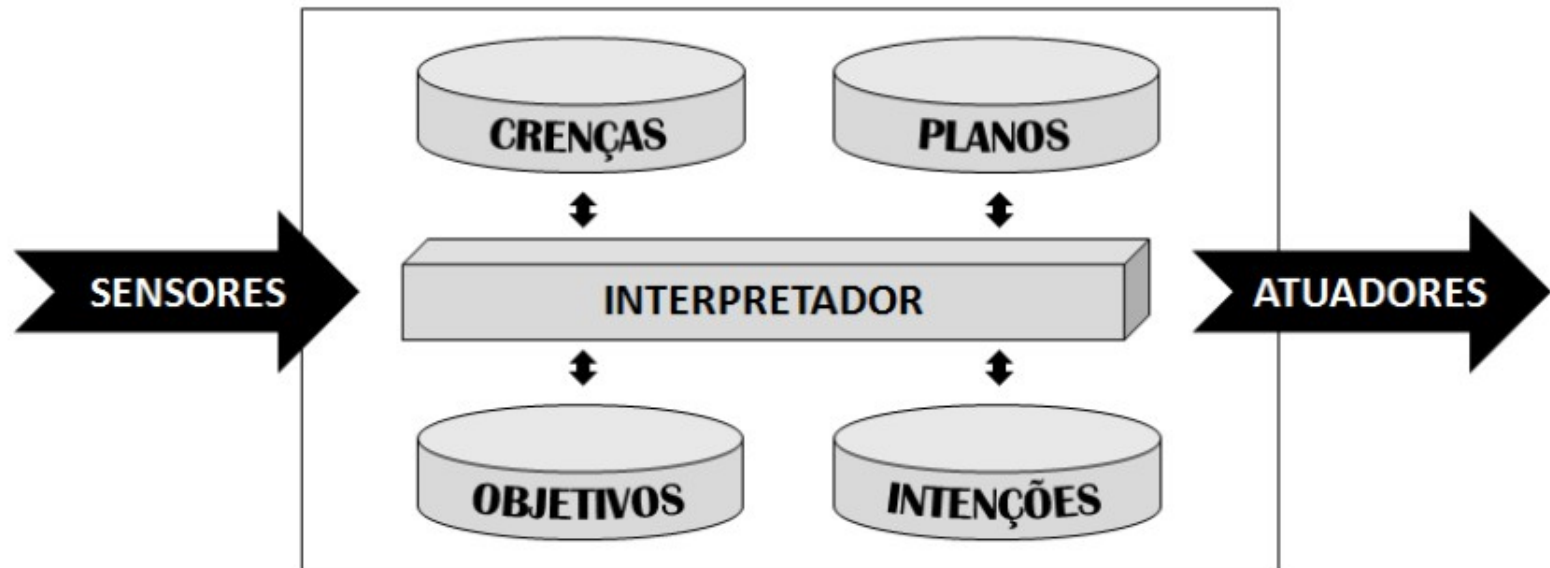 CRENÇAS
PLANOS
SENSORES
INTERPRETADOR
ATUADORES
OBJETIVOS
INTENÇÕES